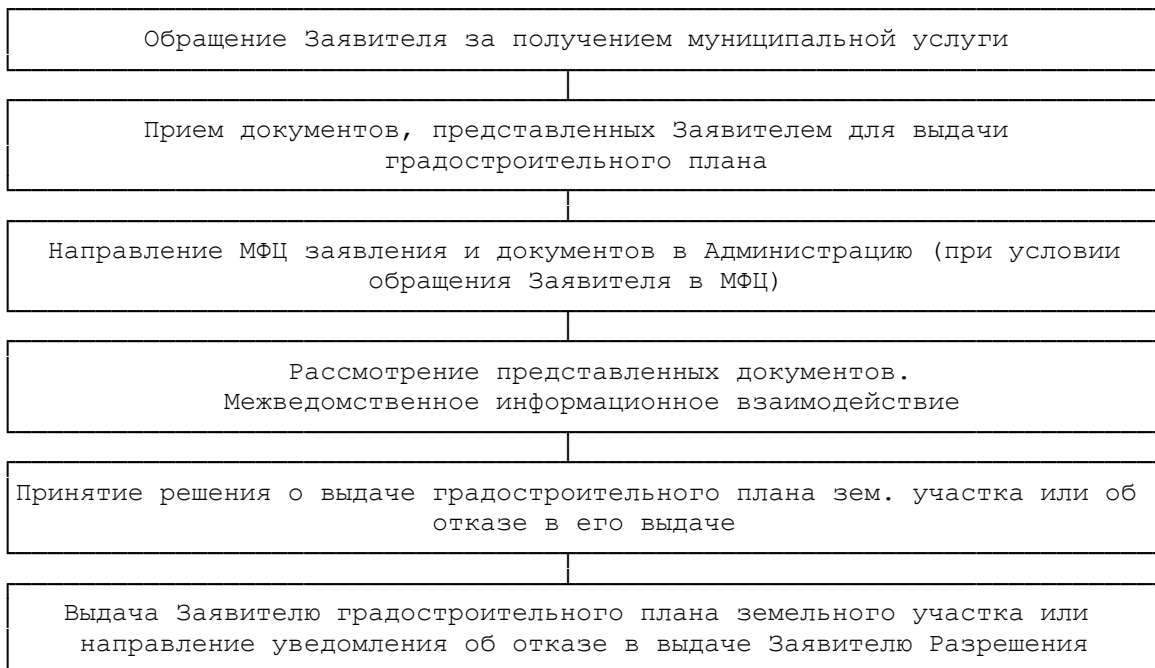 Обращение Заявителя за получением муниципальной услуги
Прием документов, представленных Заявителем для выдачи
градостроительного плана
Направление МФЦ заявления и документов в Администрацию (при условии
обращения Заявителя в МФЦ)
Рассмотрение представленных документов.
Межведомственное информационное взаимодействие
Принятие решения о выдаче градостроительного плана зем. участка или об
отказе в его выдаче
Выдача Заявителю градостроительного плана земельного участка или
направление уведомления об отказе в выдаче Заявителю Разрешения